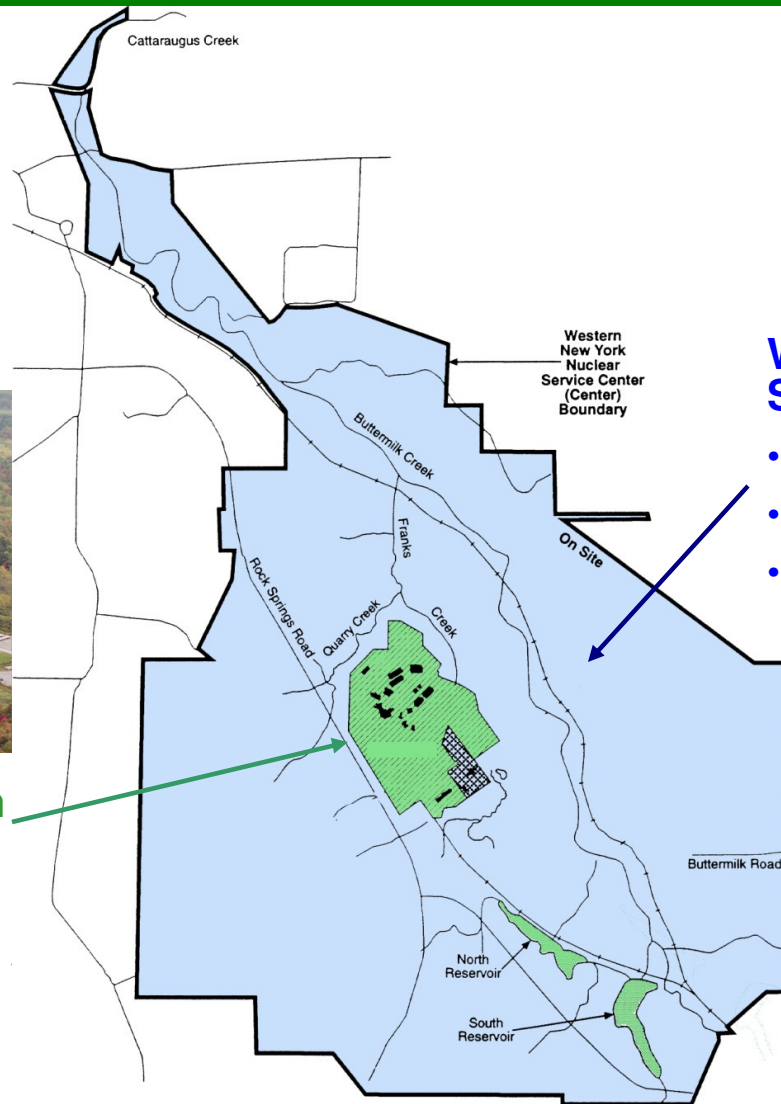 Cattaraugus Creek
Western
New York
Nuclear
Service Center
(Center)
Boundary
Buttermilk Creek
Franks
Creek
On Site
Rock Springs Road
Quarry Creek
Buttermilk Road
North
Reservoir
South
Reservoir